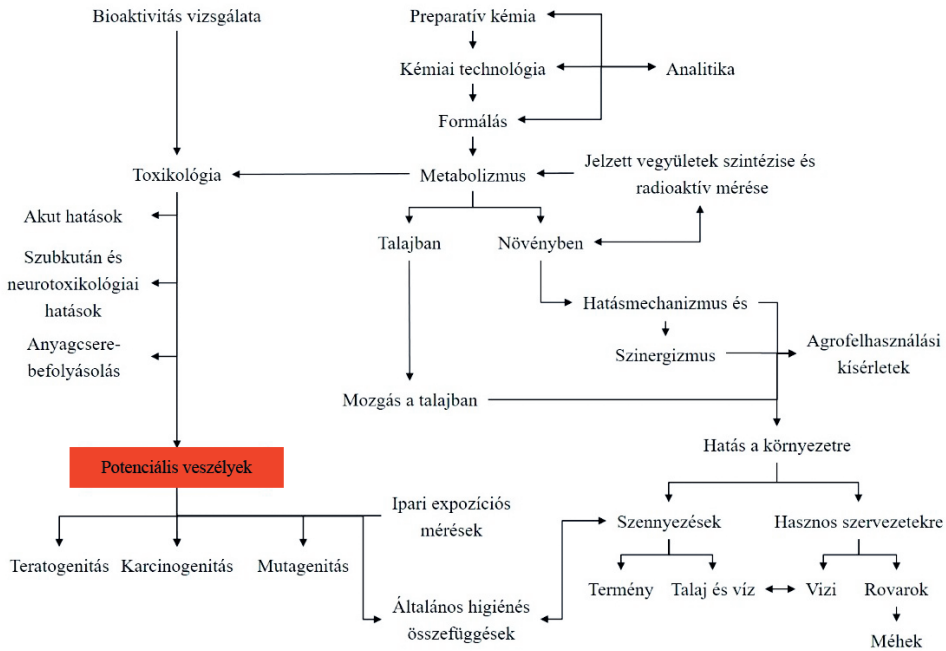 Bioaktivitás vizsgálata
Preparatív kémia
Kémiai technológia
Analitika
Formálás
Toxikológia
Metabolizmus
Jelzett vegyületek szintézise és
radioaktív mérése
Akut hatások
Talajban
Növényben
Szubkután és
neurotoxikológiai
hatások
Hatásmechanizmus és
Szinergizmus
Agrofelhasználási
kísérletek
Anyagcsere-
befolyásolás
Mozgás a talajban
Hatás a környezetre
Potenciális veszélyek
Ipari expozíciós
mérések
Szennyezések
Hasznos szervezetekre
Teratogenitás
Karcinogenitás
Mutagenitás
Termény
Talaj és víz
Vizi
Rovarok
Általános higiénés
összefüggések
Méhek